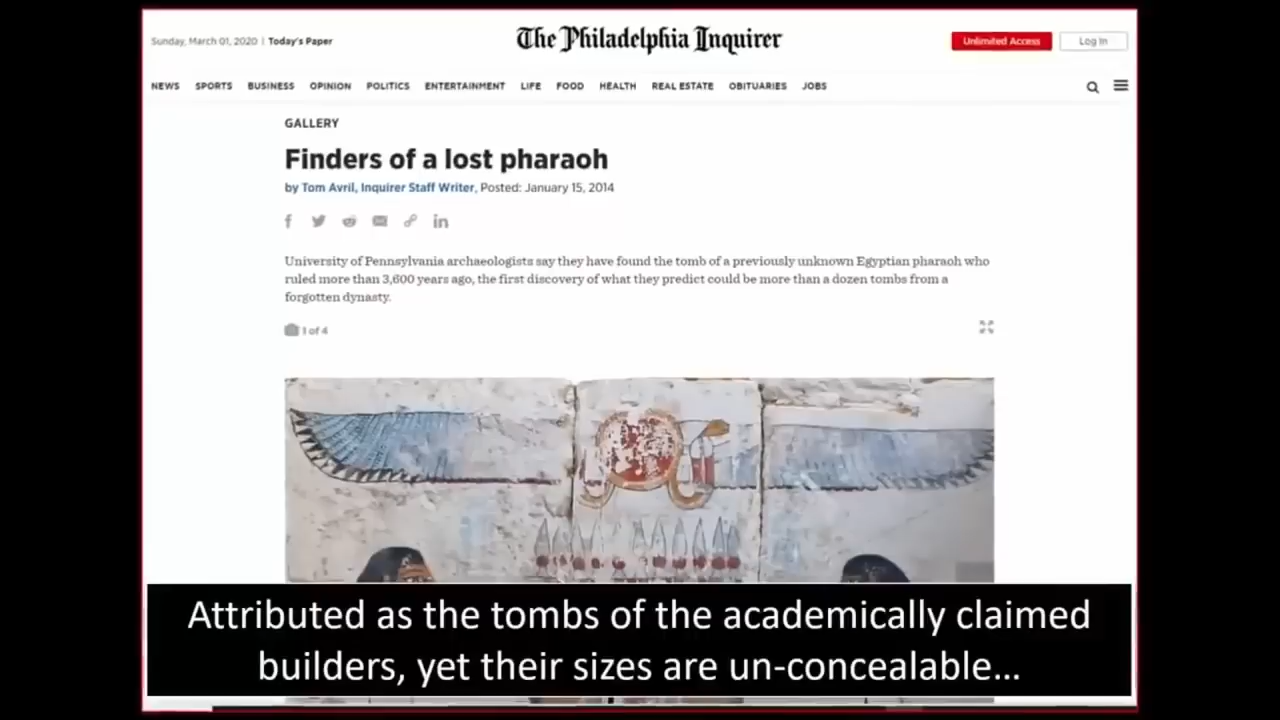 Sunday, March 01, 2020 | Today's Paper
The Philadelphia Inquirer
Unlimited Access
Log In
NEWS SPORTS BUSINESS OPINION POLITICS ENTERTAINMENT LIFE FOOD HEALTH REAL ESTATE OBITUARIES JOBS
GALLERY
Finders of a lost pharaoh
by Tom Avril, Inquirer Staff Writer, Posted: January 15, 2014
University of Pennsylvania archaeologists say they have found the tomb of a previously unknown Egyptian pharaoh who
ruled more than 3,600 years ago, the first discovery of what they predict could be more than a dozen tombs from a
forgotten dynasty.
1 of 4
Attributed as the tombs of the academically claimed
builders, yet their sizes are un-concealable...